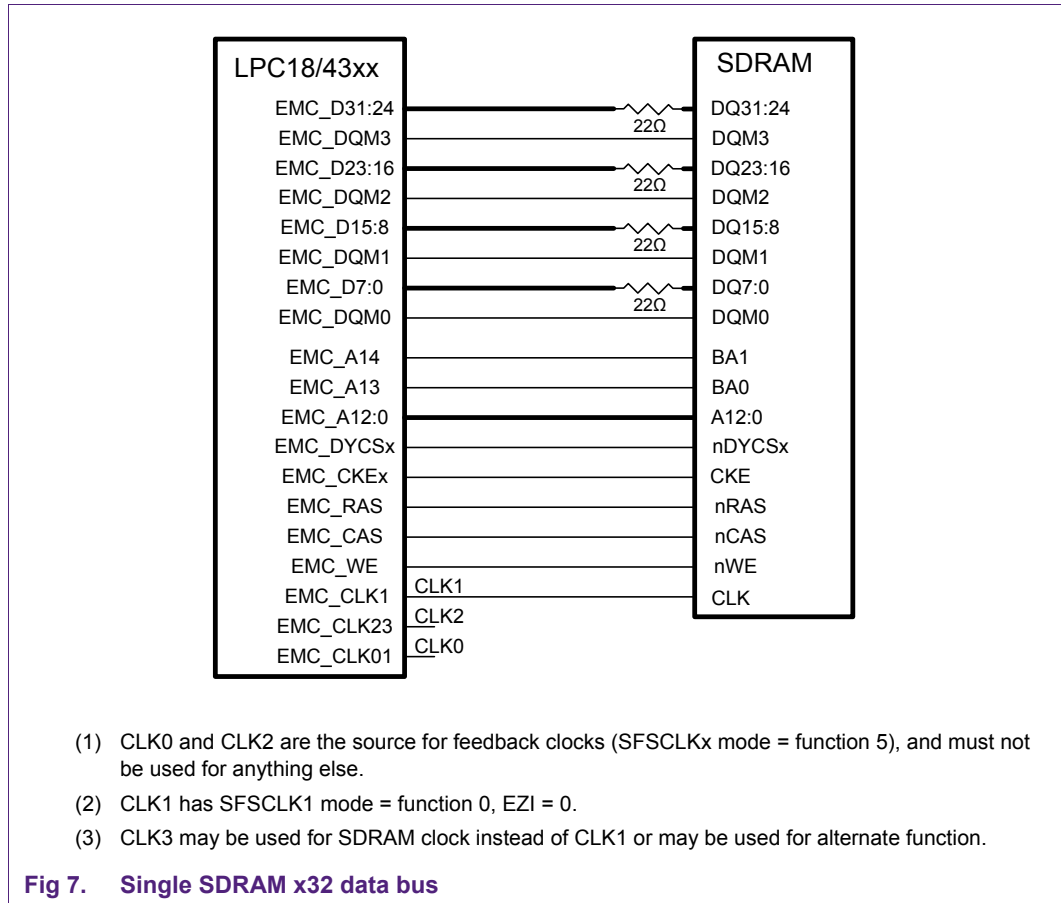 LPC18/43xx
SDRAM
EMC_D31:24
22Ω
DQ31:24
EMC_DQM3
DQM3
EMC_D23:16
22Ω
DQ23:16
EMC_DQM2
DQM2
EMC_D15:8
22Ω
DQ15:8
EMC_DQM1
DQM1
EMC_D7:0
22Ω
DQ7:0
EMC_DQM0
DQM0
EMC_A14
BA1
EMC_A13
BA0
EMC_A12:0
A12:0
EMC_DYCSx
nDYCSx
EMC_CKEx
CKE
EMC_RAS
nRAS
EMC_CAS
nCAS
EMC_WE
nWE
EMC_CLK1
CLK1
CLK
EMC_CLK23
CLK2
EMC_CLK01
CLK0
(1) CLK0 and CLK2 are the source for feedback clocks (SFSCLKx mode = function 5), and must not
be used for anything else.
(2) CLK1 has SFSCLK1 mode = function 0, EZI = 0.
(3) CLK3 may be used for SDRAM clock instead of CLK1 or may be used for alternate function.
Fig 7. Single SDRAM x32 data bus